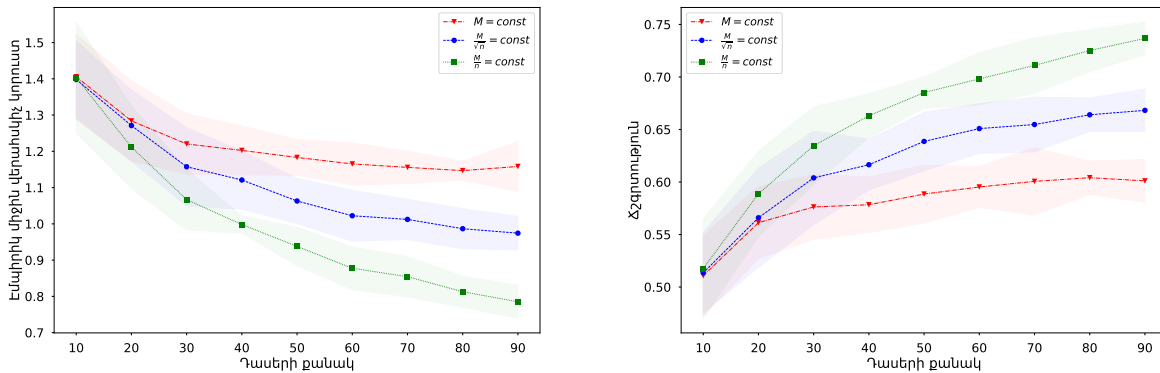 Էմպիրիկ միջին վերահսկիչ կորուստ
1.5
1.4
1.3
1.2
1.1
1.0
0.9
0.8
0.7
M = const
M/√n = const
M/n = const
10 20 30 40 50 60 70 80 90
Դասերի քանակ
Ճշգրտություն
0.75
0.70
0.65
0.60
0.55
0.50
M = const
M/√n = const
M/n = const
10 20 30 40 50 60 70 80 90
Դասերի քանակ